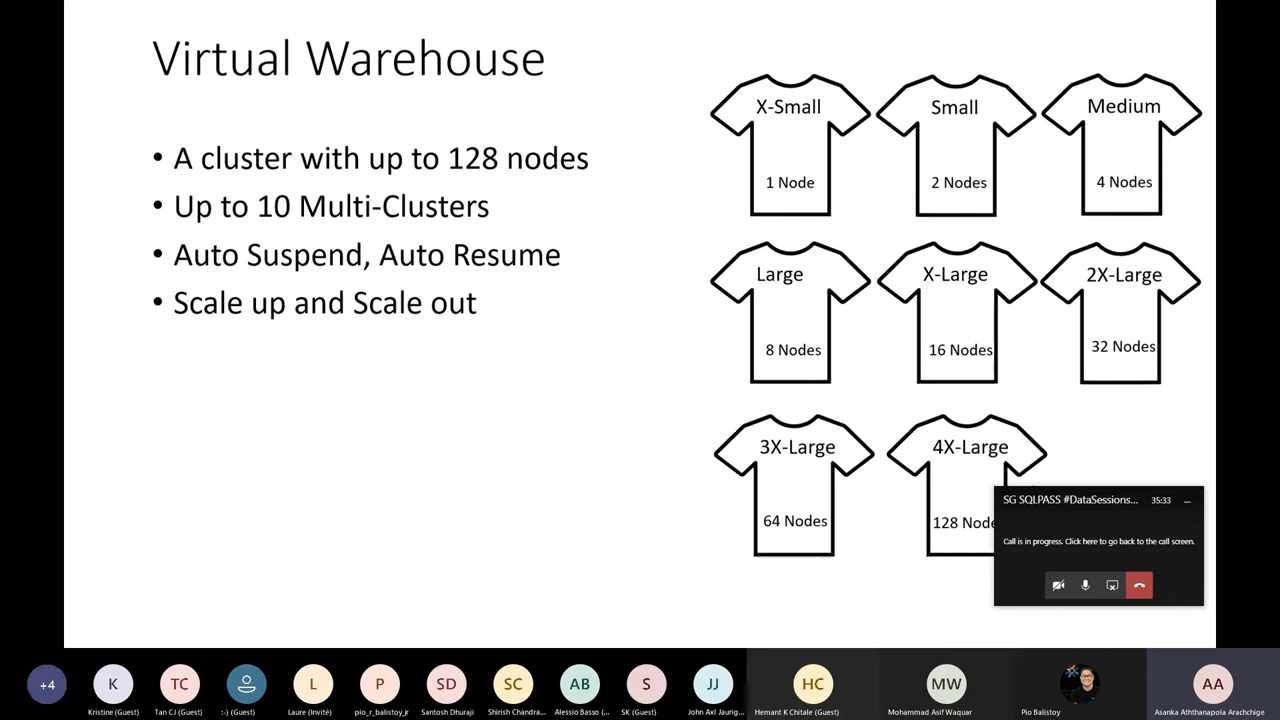 Virtual Warehouse
• A cluster with up to 128 nodes
• Up to 10 Multi-Clusters
• Auto Suspend, Auto Resume
• Scale up and Scale out
X-Small
1 Node
Small
2 Nodes
Medium
4 Nodes
Large
8 Nodes
X-Large
16 Nodes
2X-Large
32 Nodes
3X-Large
64 Nodes
4X-Large
128 Node
SG SQLPASS #DataSessions...
35:33
Call is in progress. Click here to go back to the call screen.
+4
K
Kristine (Guest)
TC
Tan CJ (Guest)
:-) (Guest)
L
Laure (Invité)
P
pio_r_balistoy_jr
SD
Santosh Dhuraji
SC
Shirish Chandra...
AB
Alessio Basso (...
S
SK (Guest)
JJ
John Axl Jaurig...
HC
Hemant K Chitale (Guest)
MW
Mohammad Asif Waquar
Pio Balistoy
AA
Asanka Aththanapola Arachchige